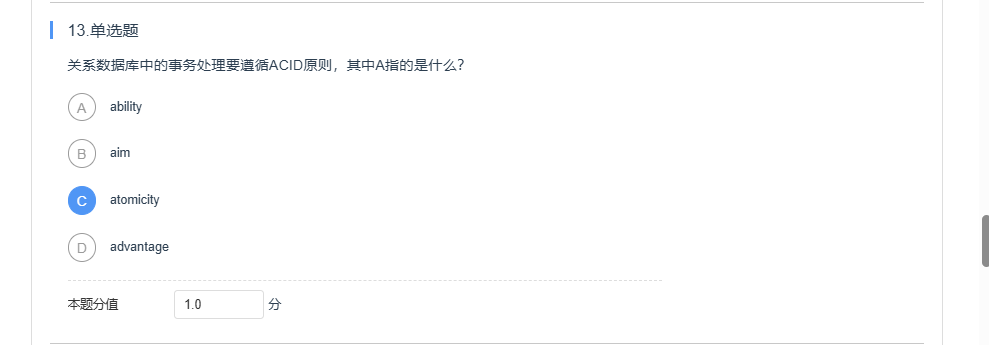 13.单选题
关系数据库中的事务处理要遵循ACID原则，其中A指的是什么？
A ability
B aim
C atomicity
D advantage
本题分值 1.0 分